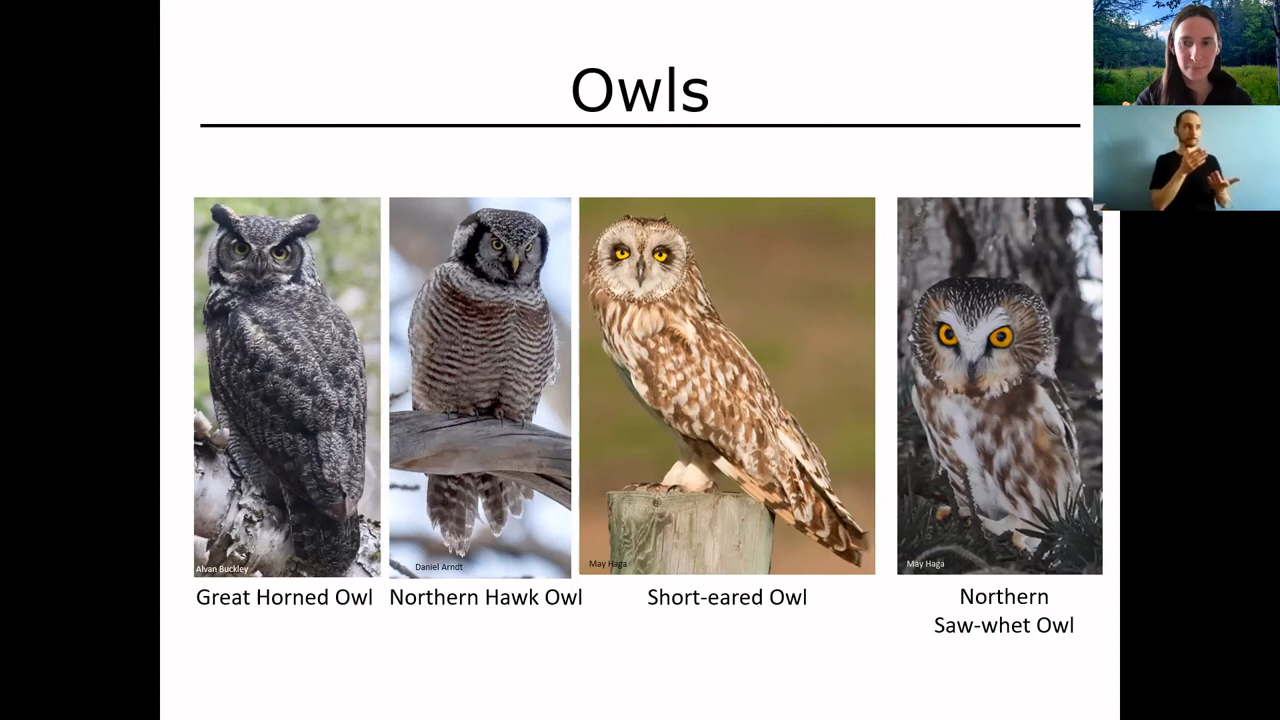 Owls
Alvan Buckley
Daniel Arndt
May Haga
May Haga
Great Horned Owl
Northern Hawk Owl
Short-eared Owl
Northern
Saw-whet Owl